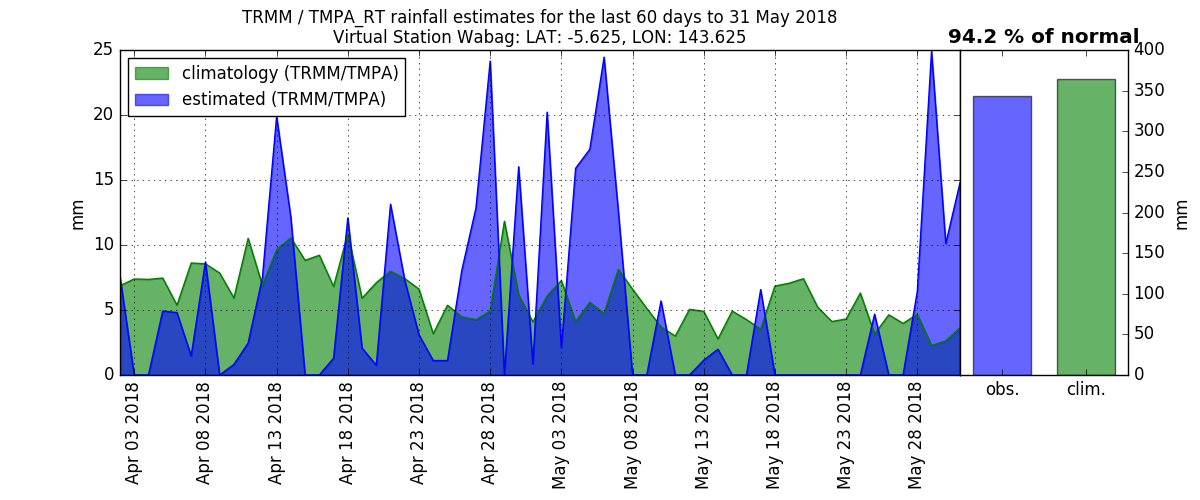 TRMM / TMPA_RT rainfall estimates for the last 60 days to 31 May 2018
Virtual Station Wabag: LAT: -5.625, LON: 143.625
94.2 % of normal
climatology (TRMM/TMPA)
estimated (TRMM/TMPA)
25
20
15
10
5
0
mm
Apr 03 2018
Apr 08 2018
Apr 13 2018
Apr 18 2018
Apr 23 2018
Apr 28 2018
May 03 2018
May 08 2018
May 13 2018
May 18 2018
May 23 2018
May 28 2018
obs.
clim.
400
350
300
250
200
150
100
50
0
mm